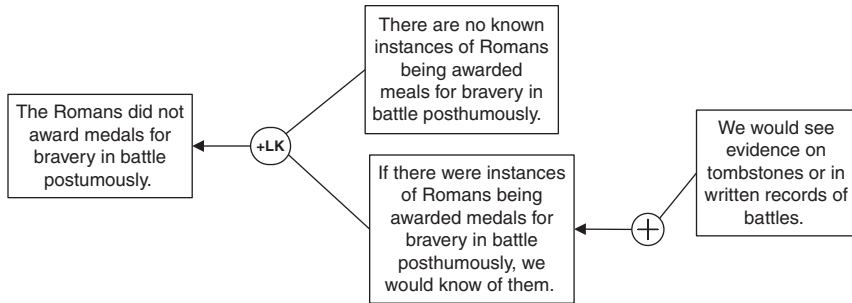 The Romans did not
award medals for
bravery in battle
postumously.
+LK
There are no known
instances of Romans
being awarded
meals for bravery in
battle posthumously.
If there were instances
of Romans being
awarded medals for
bravery in battle
posthumously, we
would know of them.
+
We would see
evidence on
tombstones or in
written records of
battles.